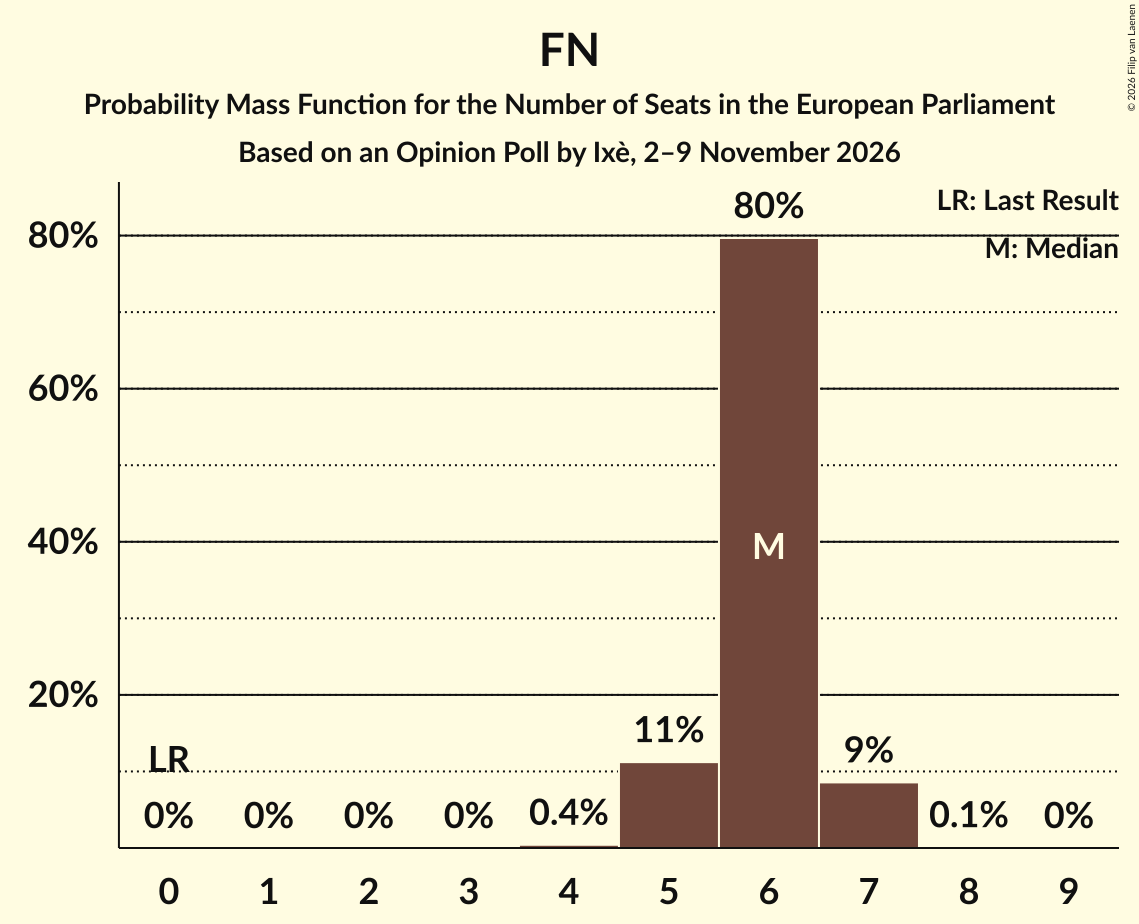 FN
Probability Mass Function for the Number of Seats in the European Parliament
Based on an Opinion Poll by Ixè, 2–9 November 2026
© 2026 Filip van Laenen
LR: Last Result
M: Median
80%
60%
40%
20%
LR
0%
0%
0%
0%
0.4%
11%
80%
M
9%
0.1%
0%
0 1 2 3 4 5 6 7 8 9